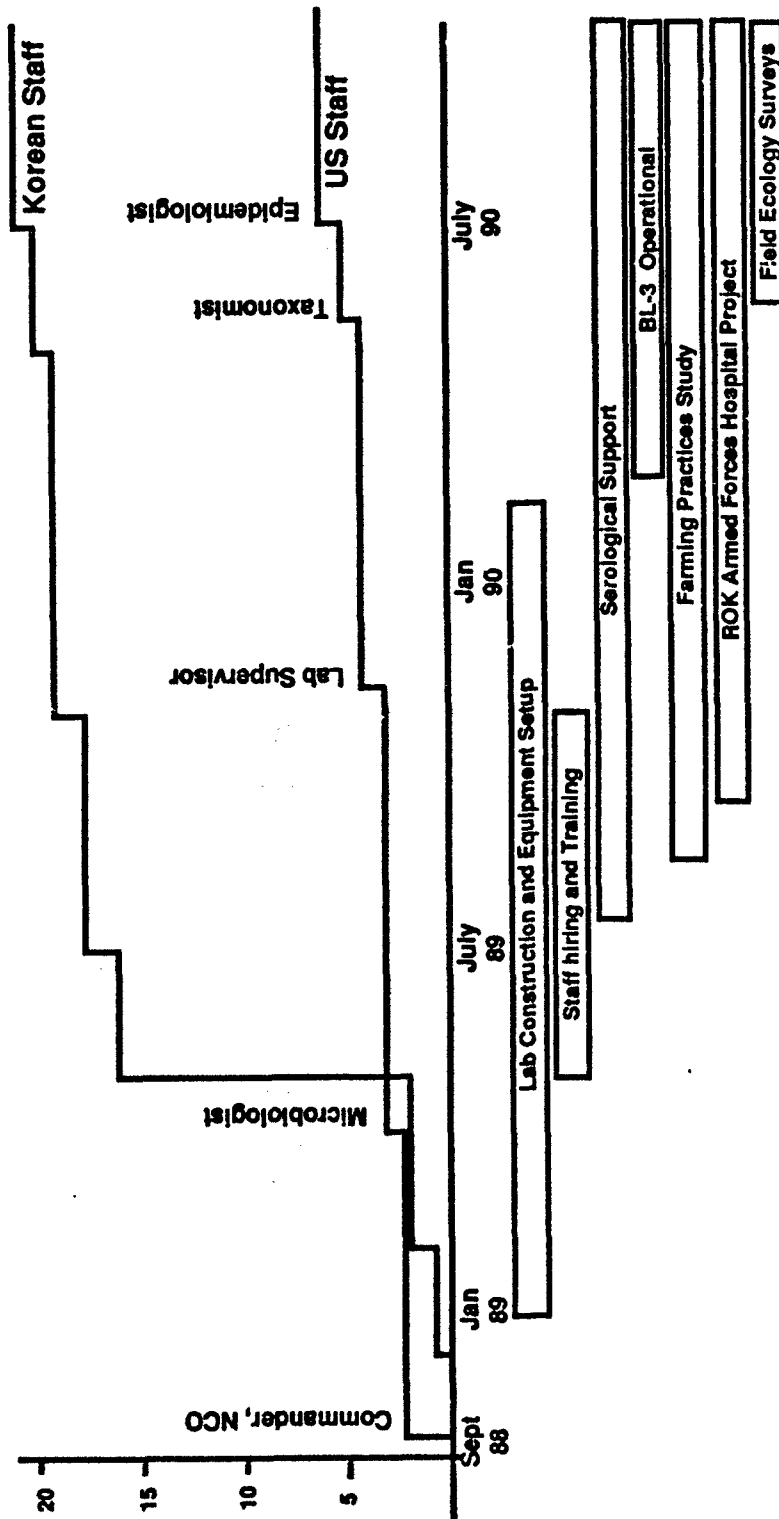 20
15
10
5
Korean Staff
US Staff
Commander, NCO
Microbiologist
Lab Supervisor
Taxonomist
Epidemiologist
Sept
88
Jan
89
July
89
Jan
90
July
90
Lab Construction and Equipment Setup
Staff hiring and Training
Serological Support
BL-3 Operational
Farming Practices Study
ROK Armed Forces Hospital Project
Field Ecology Surveys